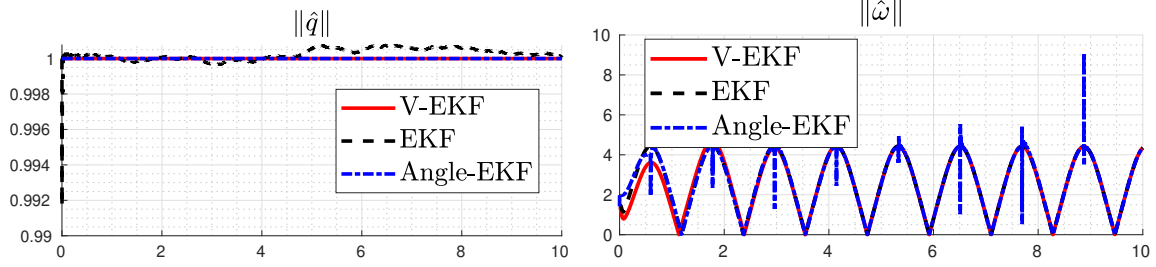 ‖q̂‖
1
0.998
0.996
0.994
0.992
0.99
0 2 4 6 8 10
V-EKF
EKF
Angle-EKF
‖ω̂‖
10
8
6
4
2
0
0 2 4 6 8 10
V-EKF
EKF
Angle-EKF